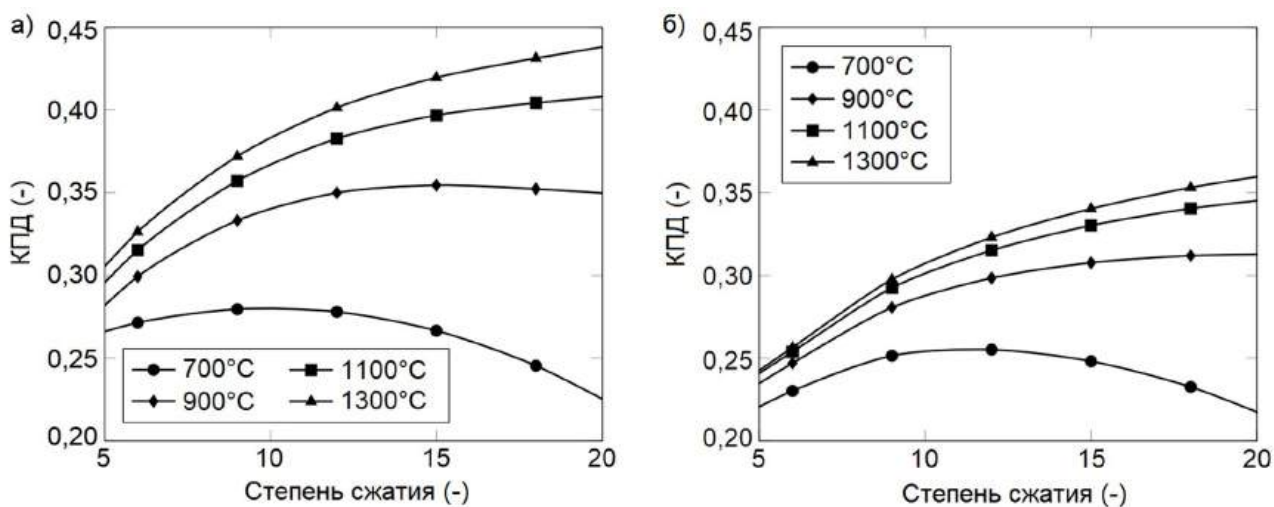 а)
0,45
0,40
0,35
0,30
0,25
0,20
КПД (-)
700°C 1100°C
900°C 1300°C
5 10 15 20
Степень сжатия (-)
б)
0,45
0,40
0,35
0,30
0,25
0,20
КПД (-)
700°C
900°C
1100°C
1300°C
5 10 15 20
Степень сжатия (-)